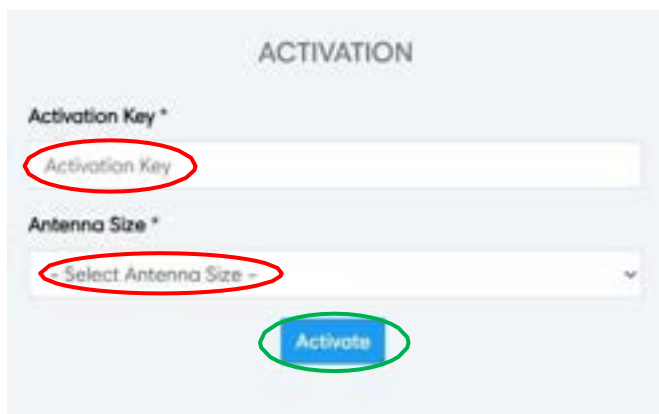 ACTIVATION
Activation Key *
Activation Key
Antenna Size *
- Select Antenna Size -
Activate